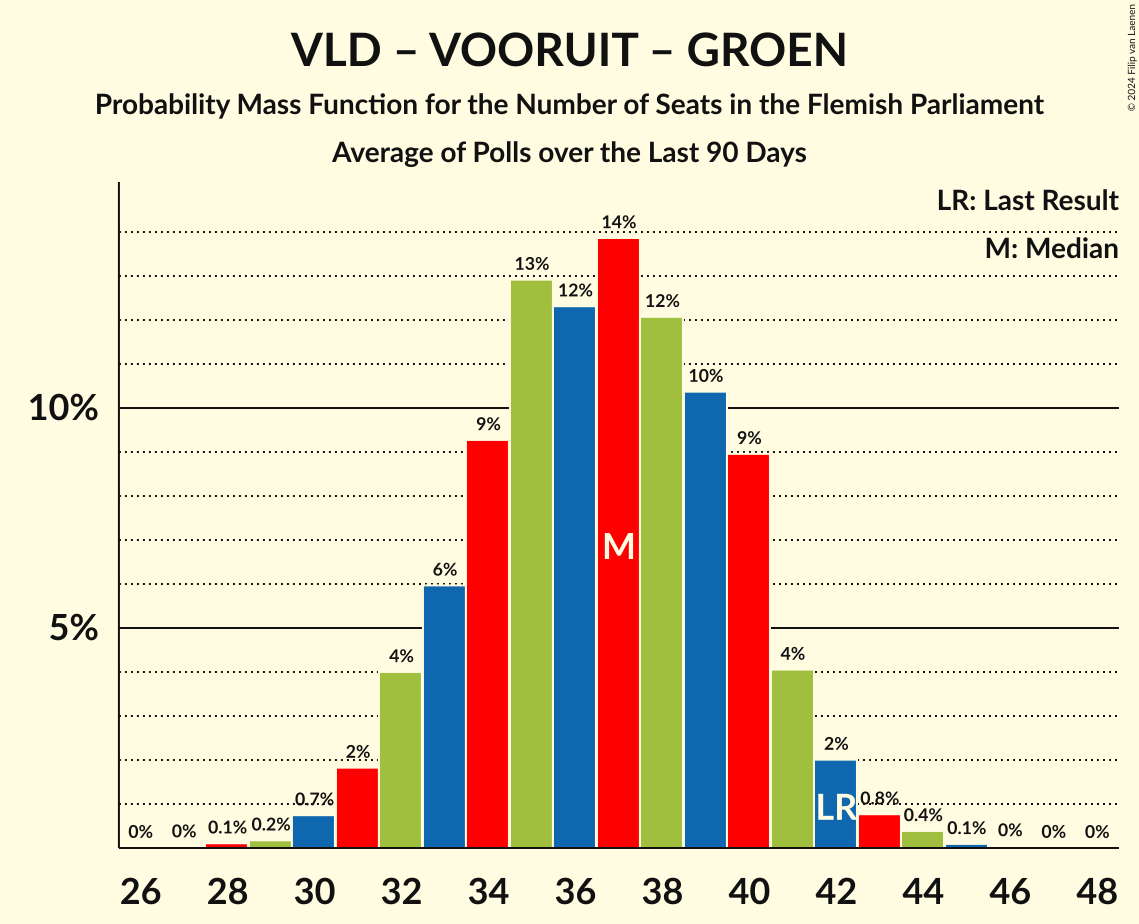 VLD – VOORUIT – GROEN
Probability Mass Function for the Number of Seats in the Flemish Parliament
Average of Polls over the Last 90 Days
© 2024 Filip van Laenen
LR: Last Result
M: Median
14%
13%
12%
12%
10%
10%
9%
9%
M
6%
5%
4%
4%
2%
2%
0.7%
LR
0.8%
0%
0%
0.1%
0.2%
0.4%
0.1%
0%
0%
0%
26 28 30 32 34 36 38 40 42 44 46 48